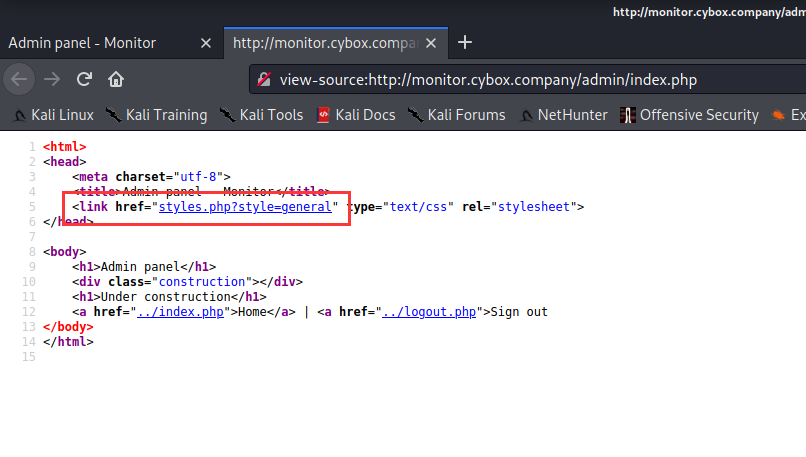 http://monitor.cybox.company/adm
Admin panel - Monitor
http://monitor.cybox.compa
view-source:http://monitor.cybox.company/admin/index.php
Kali Linux Kali Training Kali Tools Kali Docs Kali Forums NetHunter Offensive Security Ex
1 <html>
2 <head>
3 <meta charset="utf-8">
4 <title>Admin panel - Monitor</title>
5 <link href="styles.php?style=general" type="text/css" rel="stylesheet">
6 </head>
7
8 <body>
9 <h1>Admin panel</h1>
10 <div class="construction"></div>
11 <h1>Under construction</h1>
12 <a href="../index.php">Home</a> | <a href="../logout.php">Sign out
13 </body>
14 </html>
15